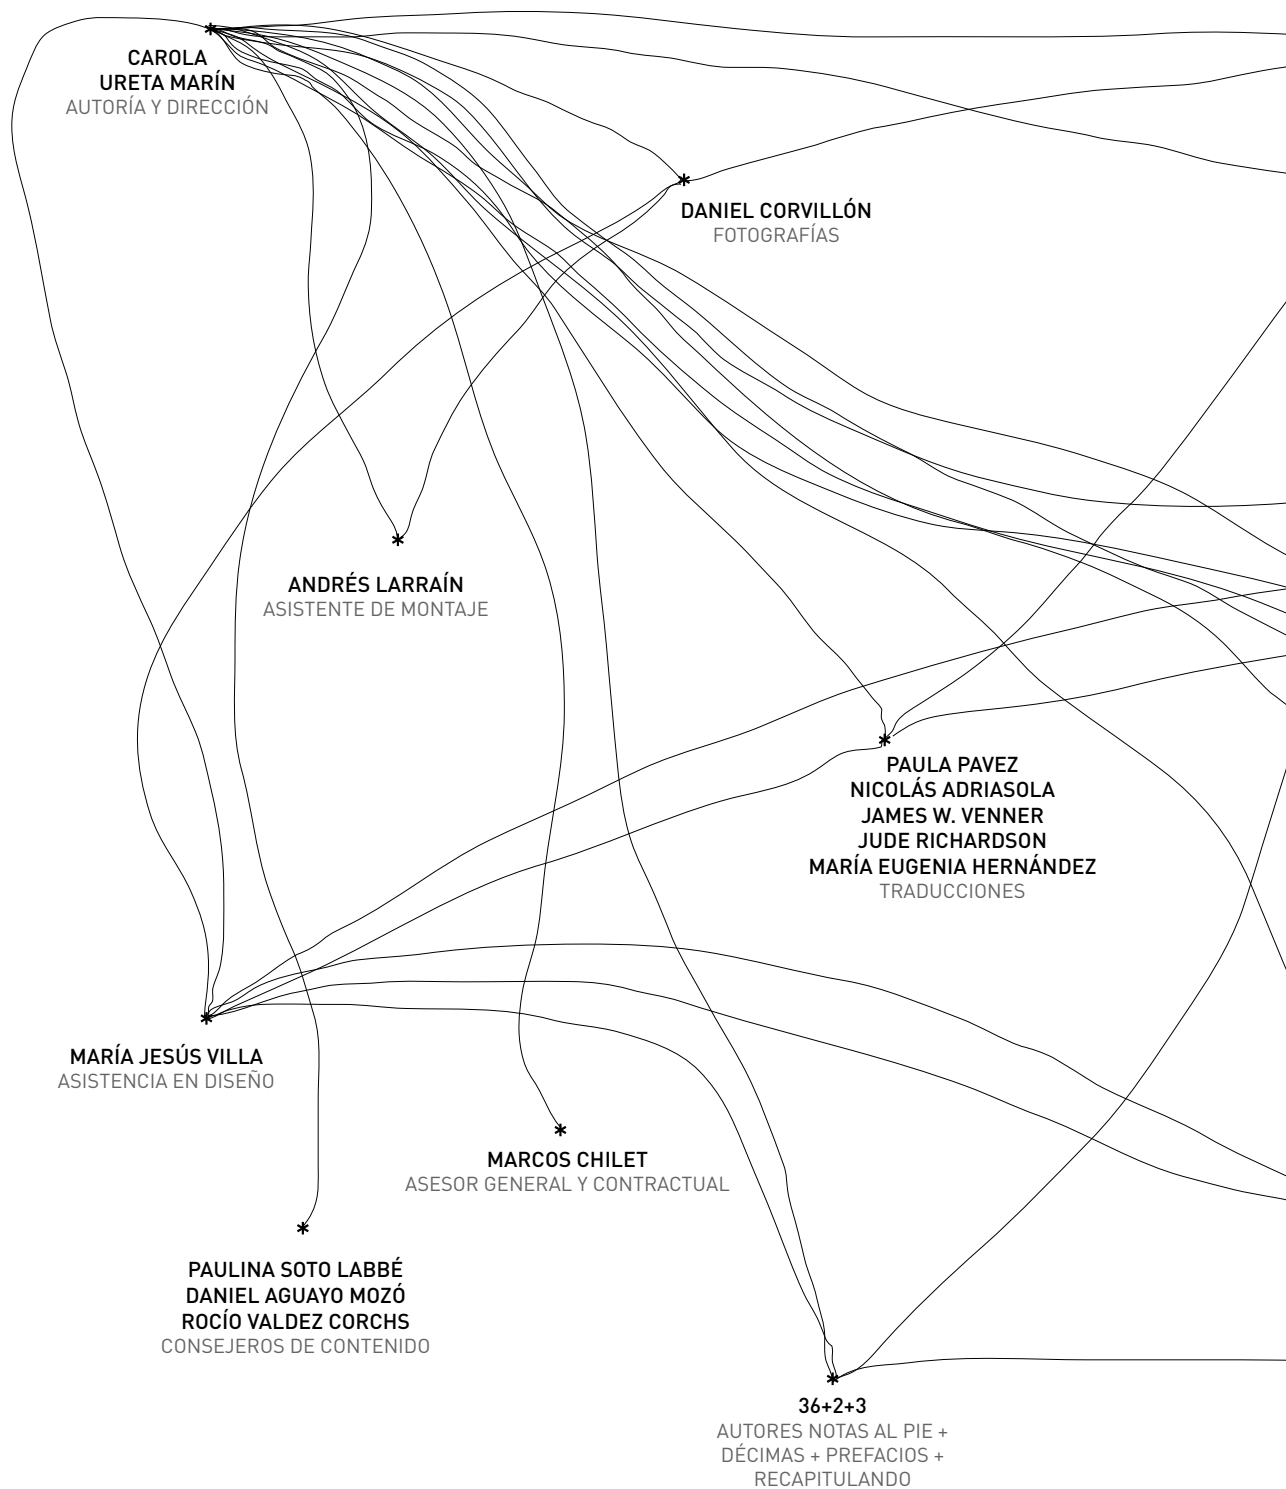 CAROLA
URETA MARÍN
AUTORÍA Y DIRECCIÓN
DANIEL CORVILLÓN
FOTOGRAFÍAS
ANDRÉS LARRAÍN
ASISTENTE DE MONTAJE
PAULA PAVEZ
NICOLÁS ADRIASOLA
JAMES W. VENNER
JUDE RICHARDSON
MARÍA EUGENIA HERNÁNDEZ
TRADUCCIONES
MARÍA JESÚS VILLA
ASISTENCIA EN DISEÑO
MARCOS CHILET
ASESOR GENERAL Y CONTRACTUAL
PAULINA SOTO LABBÉ
DANIEL AGUAYO MOZÓ
ROCÍO VALDEZ CORCHS
CONSEJEROS DE CONTENIDO
36+2+3
AUTORES NOTAS AL PIE +
DÉCIMAS + PREFACIOS +
RECAPITULANDO